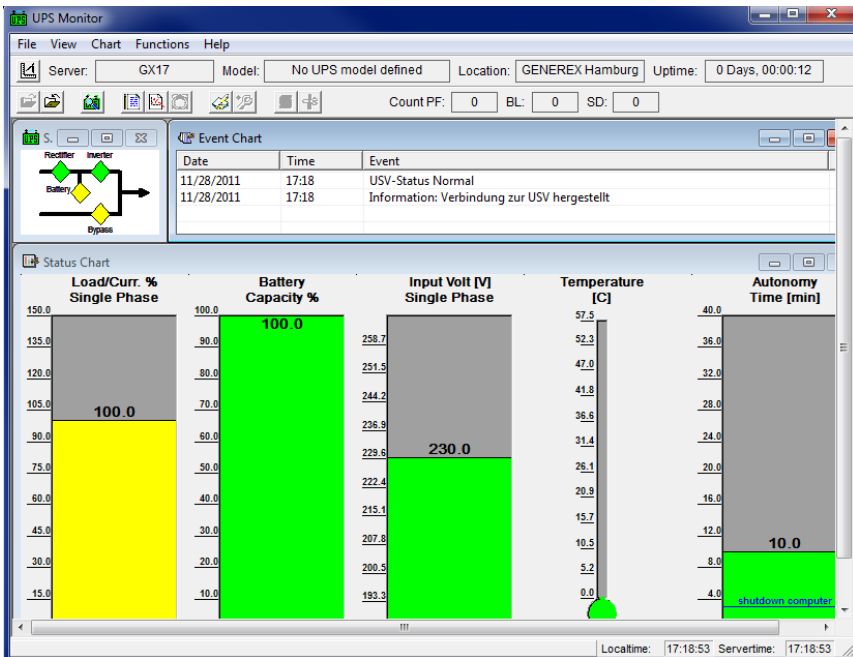 UPS Monitor
File View Chart Functions Help
Server: GX17 Model: No UPS model defined Location: GENEREX Hamburg Uptime: 0 Days, 00:00:12
Count PF: 0 BL: 0 SD: 0
UPS S.
Rectifier Inverter
Battery
Bypass
Event Chart
Date Time Event
11/28/2011 17:18 USV-Status Normal
11/28/2011 17:18 Information: Verbindung zur USV hergestellt
Status Chart
Load/Curr. %
Single Phase
150.0
135.0
120.0
105.0
100.0
90.0
75.0
60.0
45.0
30.0
15.0
Battery
Capacity %
100.0
100.0
90.0
80.0
70.0
60.0
50.0
40.0
30.0
20.0
10.0
Input Volt [V]
Single Phase
258.7
251.5
244.2
236.9
230.0
229.6
222.4
215.1
207.8
200.5
193.3
Temperature
[C]
57.5
52.3
47.0
41.8
36.6
31.4
26.1
20.9
15.7
10.5
5.2
0.0
Autonomy
Time [min]
40.0
36.0
32.0
28.0
24.0
20.0
16.0
12.0
10.0
8.0
4.0
shutdown computer
Localtime: 17:18:53 Servertime: 17:18:53